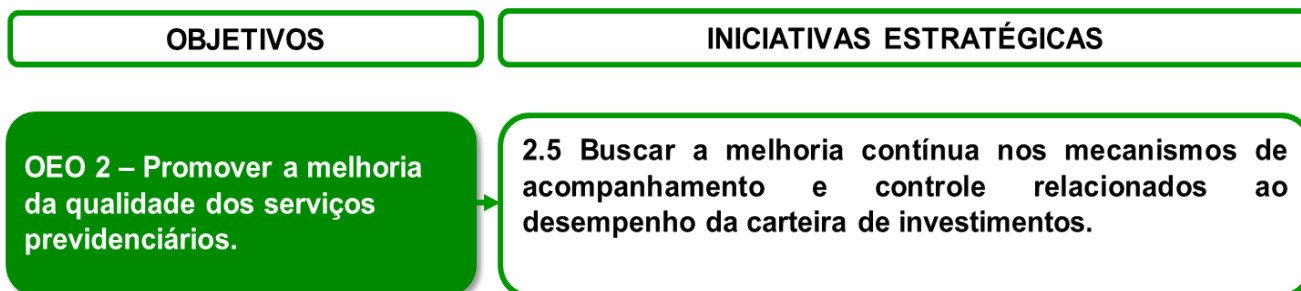 OBJETIVOS
INICIATIVAS ESTRATÉGICAS
OEO 2 – Promover a melhoria
da qualidade dos serviços
previdenciários.
2.5 Buscar a melhoria contínua nos mecanismos de
acompanhamento e controle relacionados ao
desempenho da carteira de investimentos.